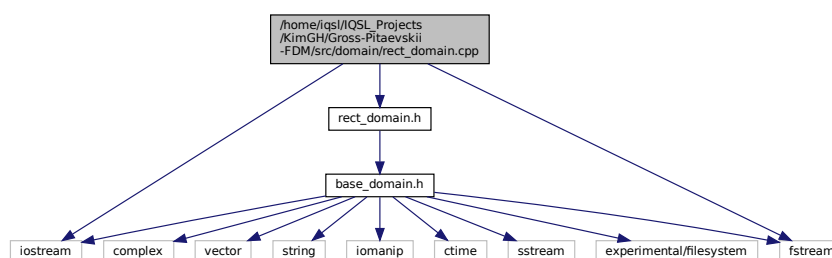 /home/iqsl/IQSL_Projects
/KimGH/Gross-Pitaevskii
-FDM/src/domain/rect_domain.cpp
rect_domain.h
base_domain.h
iostream
complex
vector
string
iomanip
ctime
sstream
experimental/filesystem
fstream